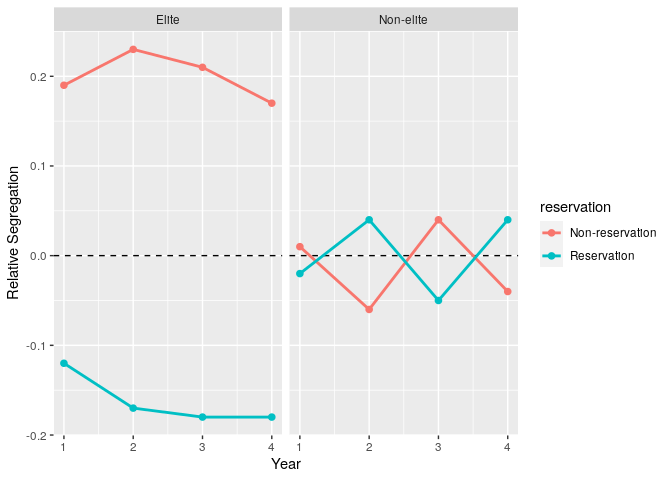 Elite
Non-elite
Relative Segregation
0.2
0.1
0.0
-0.1
-0.2
1 2 3 4
1 2 3 4
Year
reservation
Non-reservation
Reservation